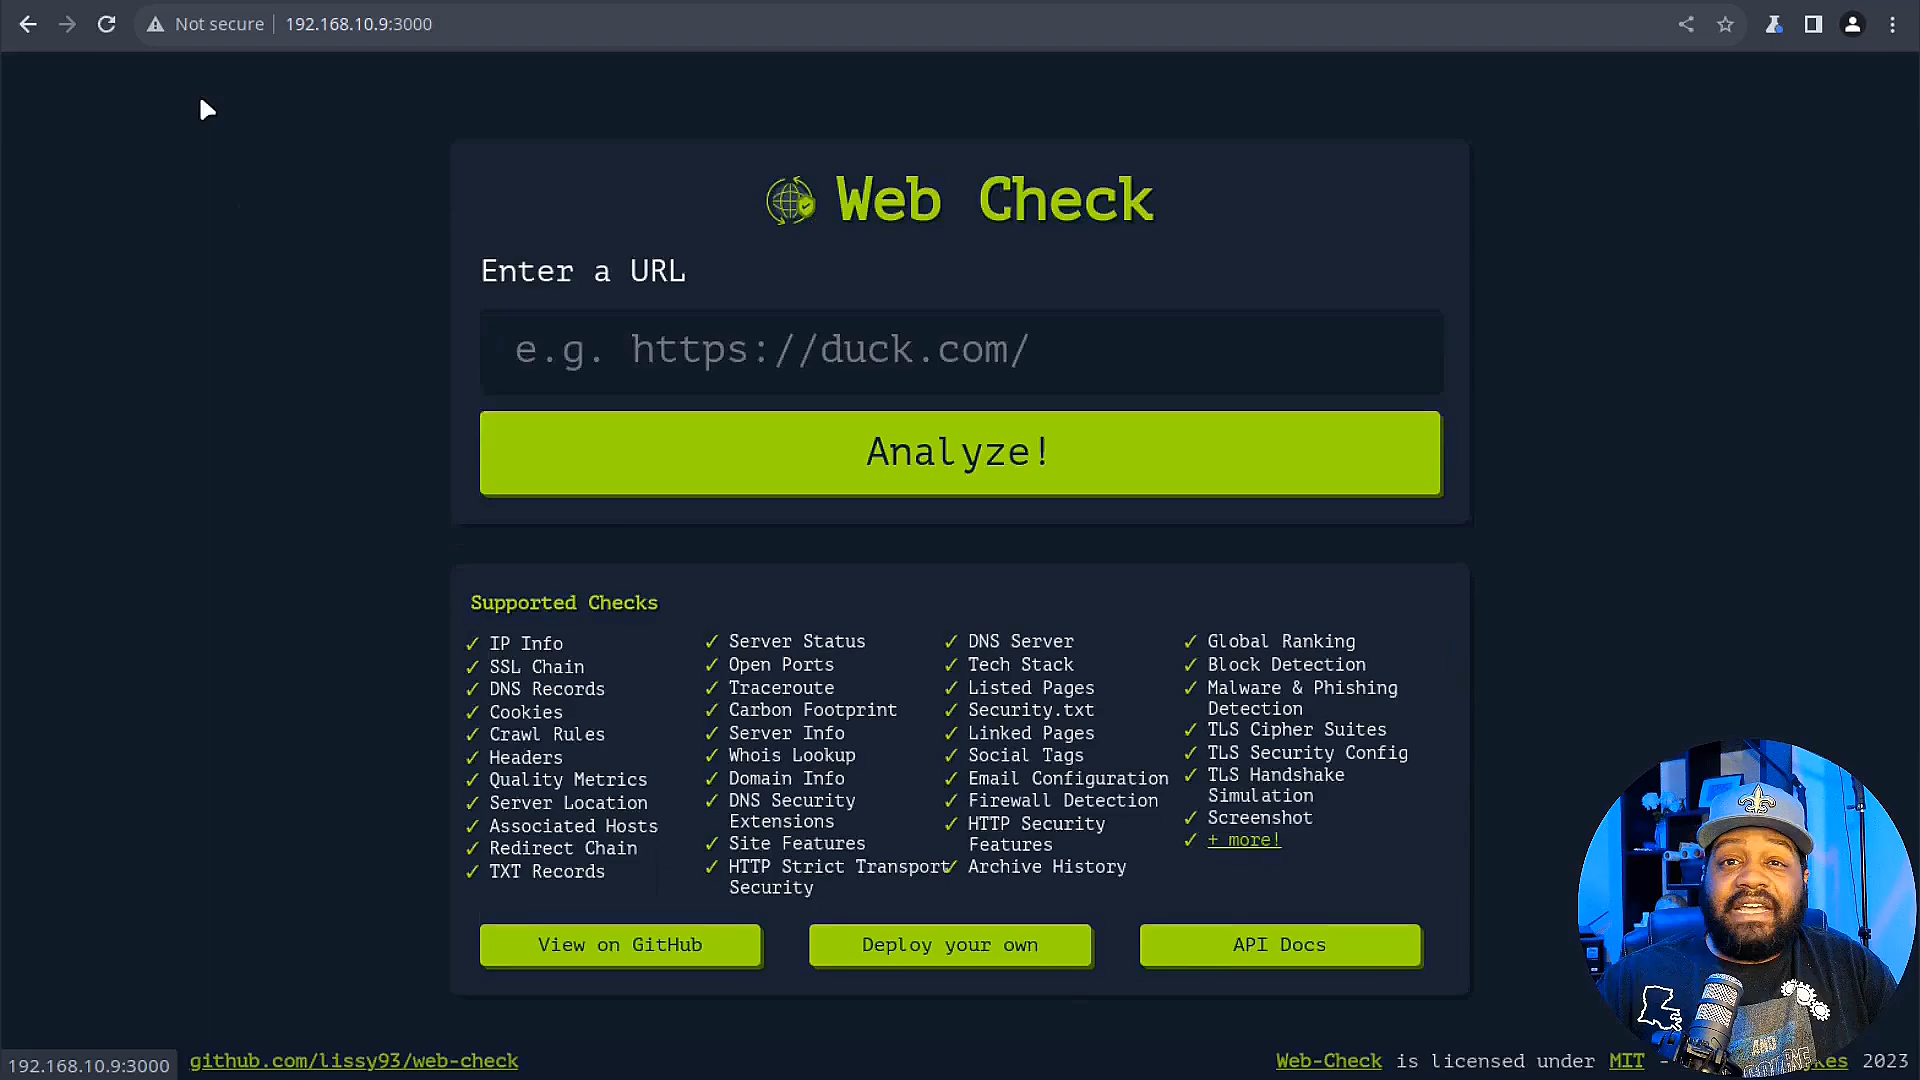 Not secure
192.168.10.9:3000
Web Check
Enter a URL
e.g. https://duck.com/
Analyze!
Supported Checks
✓ IP Info
✓ SSL Chain
✓ DNS Records
✓ Cookies
✓ Crawl Rules
✓ Headers
✓ Quality Metrics
✓ Server Location
✓ Associated Hosts
✓ Redirect Chain
✓ TXT Records
✓ Server Status
✓ Open Ports
✓ Traceroute
✓ Carbon Footprint
✓ Server Info
✓ Whois Lookup
✓ Domain Info
✓ DNS Security
Extensions
✓ Site Features
✓ HTTP Strict Transport
Security
✓ DNS Server
✓ Tech Stack
✓ Listed Pages
✓ Security.txt
✓ Linked Pages
✓ Social Tags
✓ Email Configuration
✓ Firewall Detection
✓ HTTP Security
Features
✓ Archive History
✓ Global Ranking
✓ Block Detection
✓ Malware & Phishing
Detection
✓ TLS Cipher Suites
✓ TLS Security Config
✓ TLS Handshake
Simulation
✓ Screenshot
✓ + more!
View on GitHub
Deploy your own
API Docs
192.168.10.9:3000
github.com/lissy93/web-check
Web-Check is licensed under MIT - 2023
AND